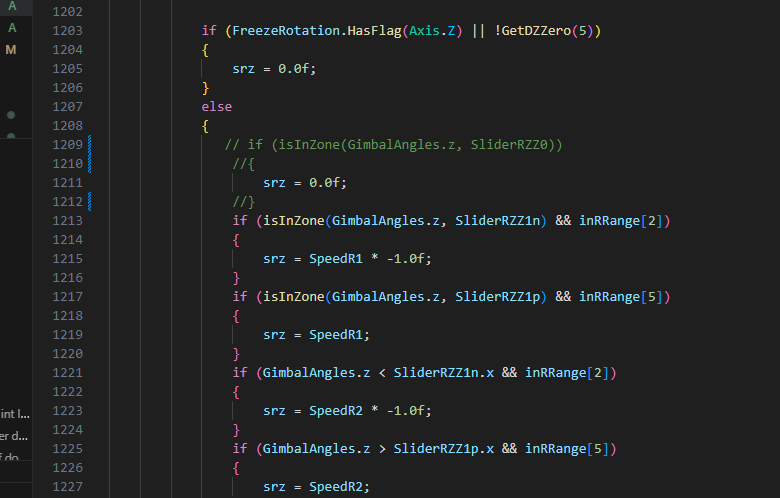 A
A
M
int l...
er d...
1202
1203 if (FreezeRotation.HasFlag(Axis.Z) || !GetDZZero(5))
1204 {
1205 srz = 0.0f;
1206 }
1207 else
1208 {
1209 // if (isInZone(GimbalAngles.z, SliderRZZ0))
1210 //{
1211 srz = 0.0f;
1212 //}
1213 if (isInZone(GimbalAngles.z, SliderRZZ1n) && inRRange[2])
1214 {
1215 srz = SpeedR1 * -1.0f;
1216 }
1217 if (isInZone(GimbalAngles.z, SliderRZZ1p) && inRRange[5])
1218 {
1219 srz = SpeedR1;
1220 }
1221 if (GimbalAngles.z < SliderRZZ1n.x && inRRange[2])
1222 {
1223 srz = SpeedR2 * -1.0f;
1224 }
1225 if (GimbalAngles.z > SliderRZZ1p.x && inRRange[5])
1226 {
1227 srz = SpeedR2;